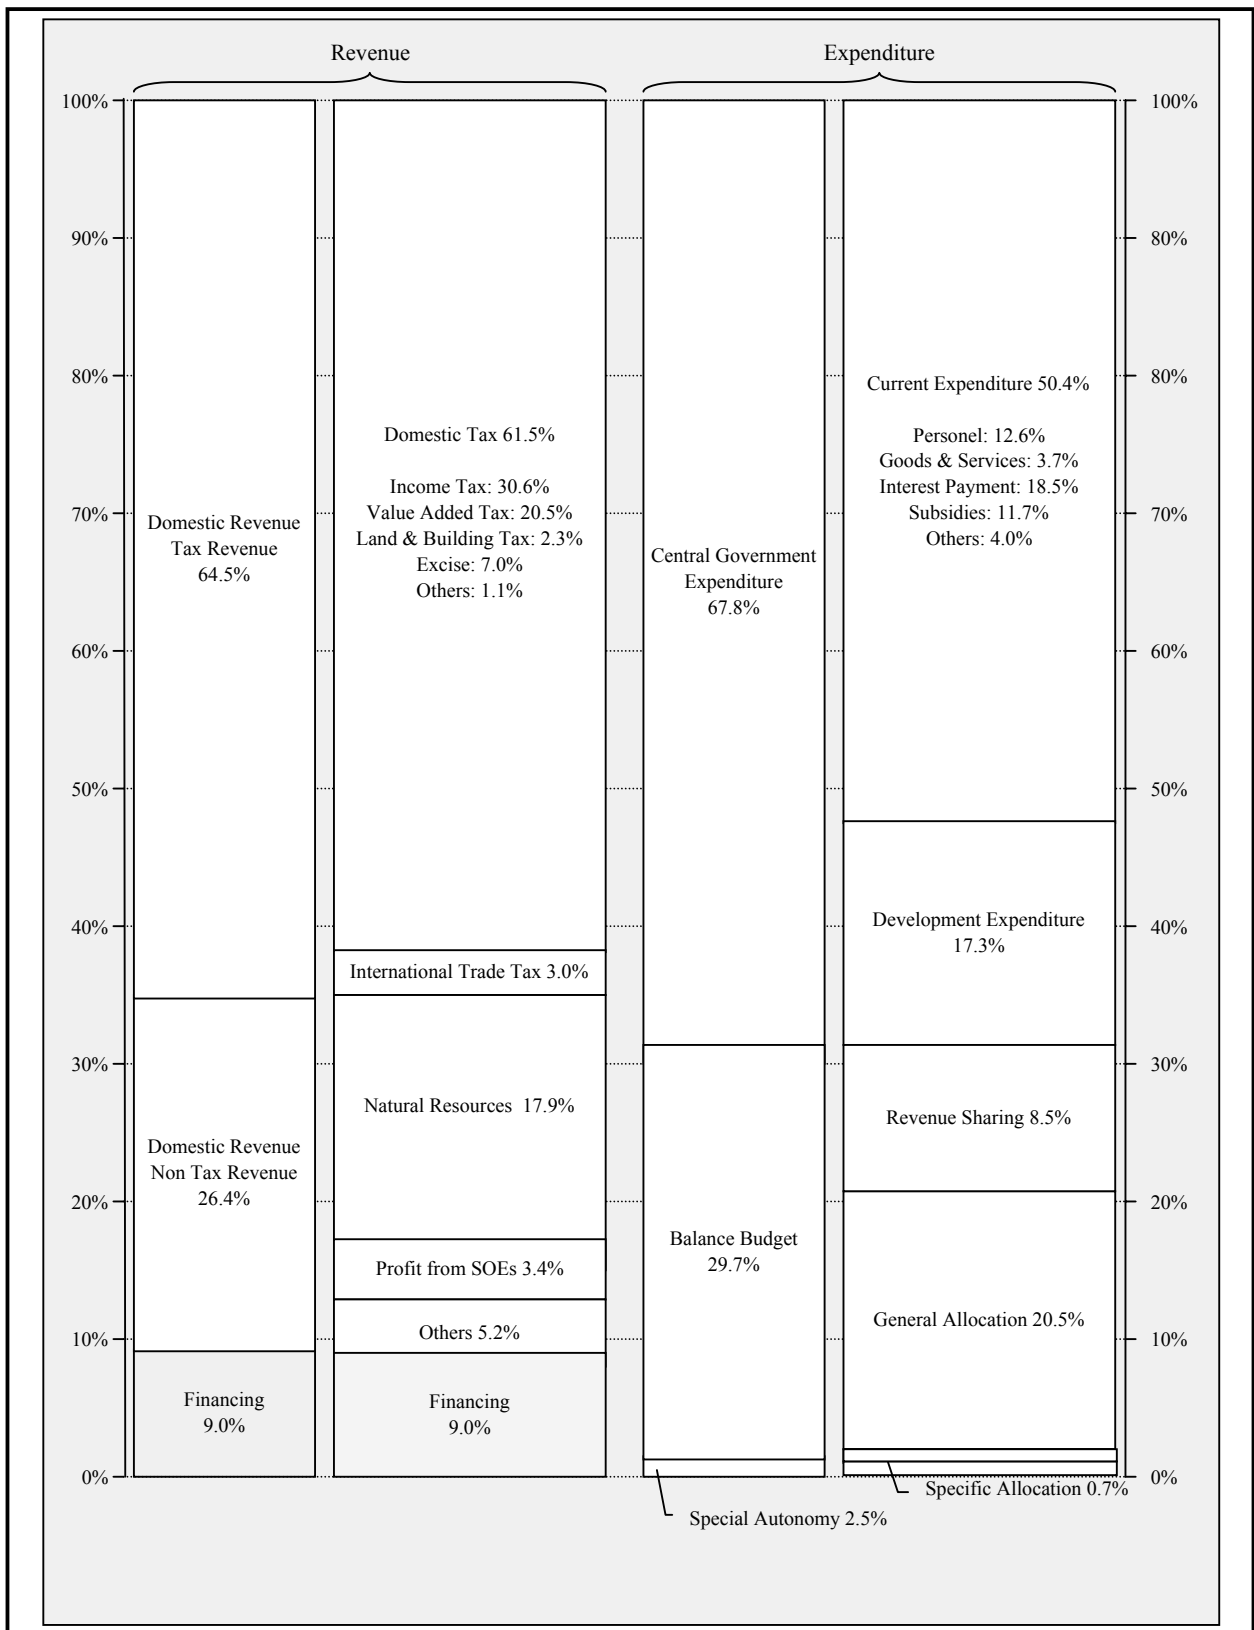 Revenue
Expenditure
100%
90%
80%
70%
60%
50%
40%
30%
20%
10%
0%
Domestic Revenue
Tax Revenue
64.5%
Domestic Revenue
Non Tax Revenue
26.4%
Financing
9.0%
Domestic Tax 61.5%
Income Tax: 30.6%
Value Added Tax: 20.5%
Land & Building Tax: 2.3%
Excise: 7.0%
Others: 1.1%
International Trade Tax 3.0%
Natural Resources 17.9%
Profit from SOEs 3.4%
Others 5.2%
Financing
9.0%
Central Government
Expenditure
67.8%
Balance Budget
29.7%
Special Autonomy 2.5%
Current Expenditure 50.4%
Personel: 12.6%
Goods & Services: 3.7%
Interest Payment: 18.5%
Subsidies: 11.7%
Others: 4.0%
Development Expenditure
17.3%
Revenue Sharing 8.5%
General Allocation 20.5%
Specific Allocation 0.7%
100%
80%
80%
70%
60%
50%
40%
30%
20%
10%
0%